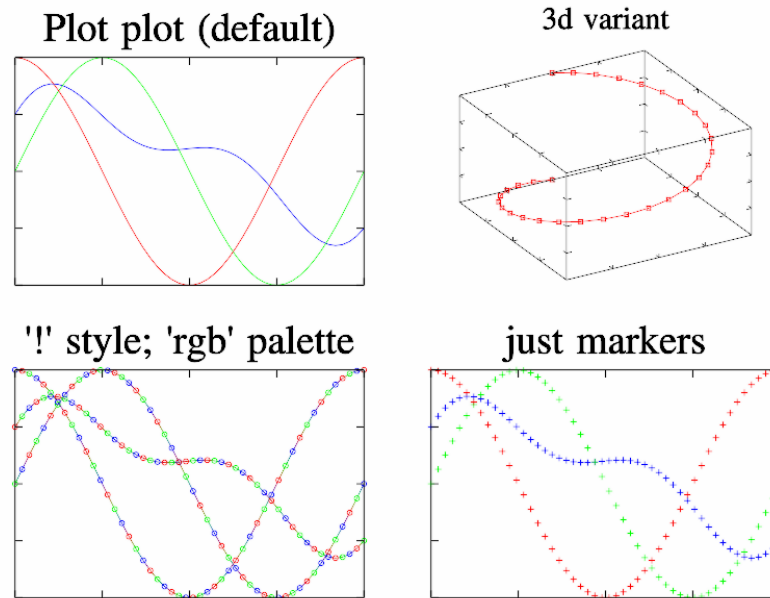 Plot plot (default)
3d variant
'!' style; 'rgb' palette
just markers